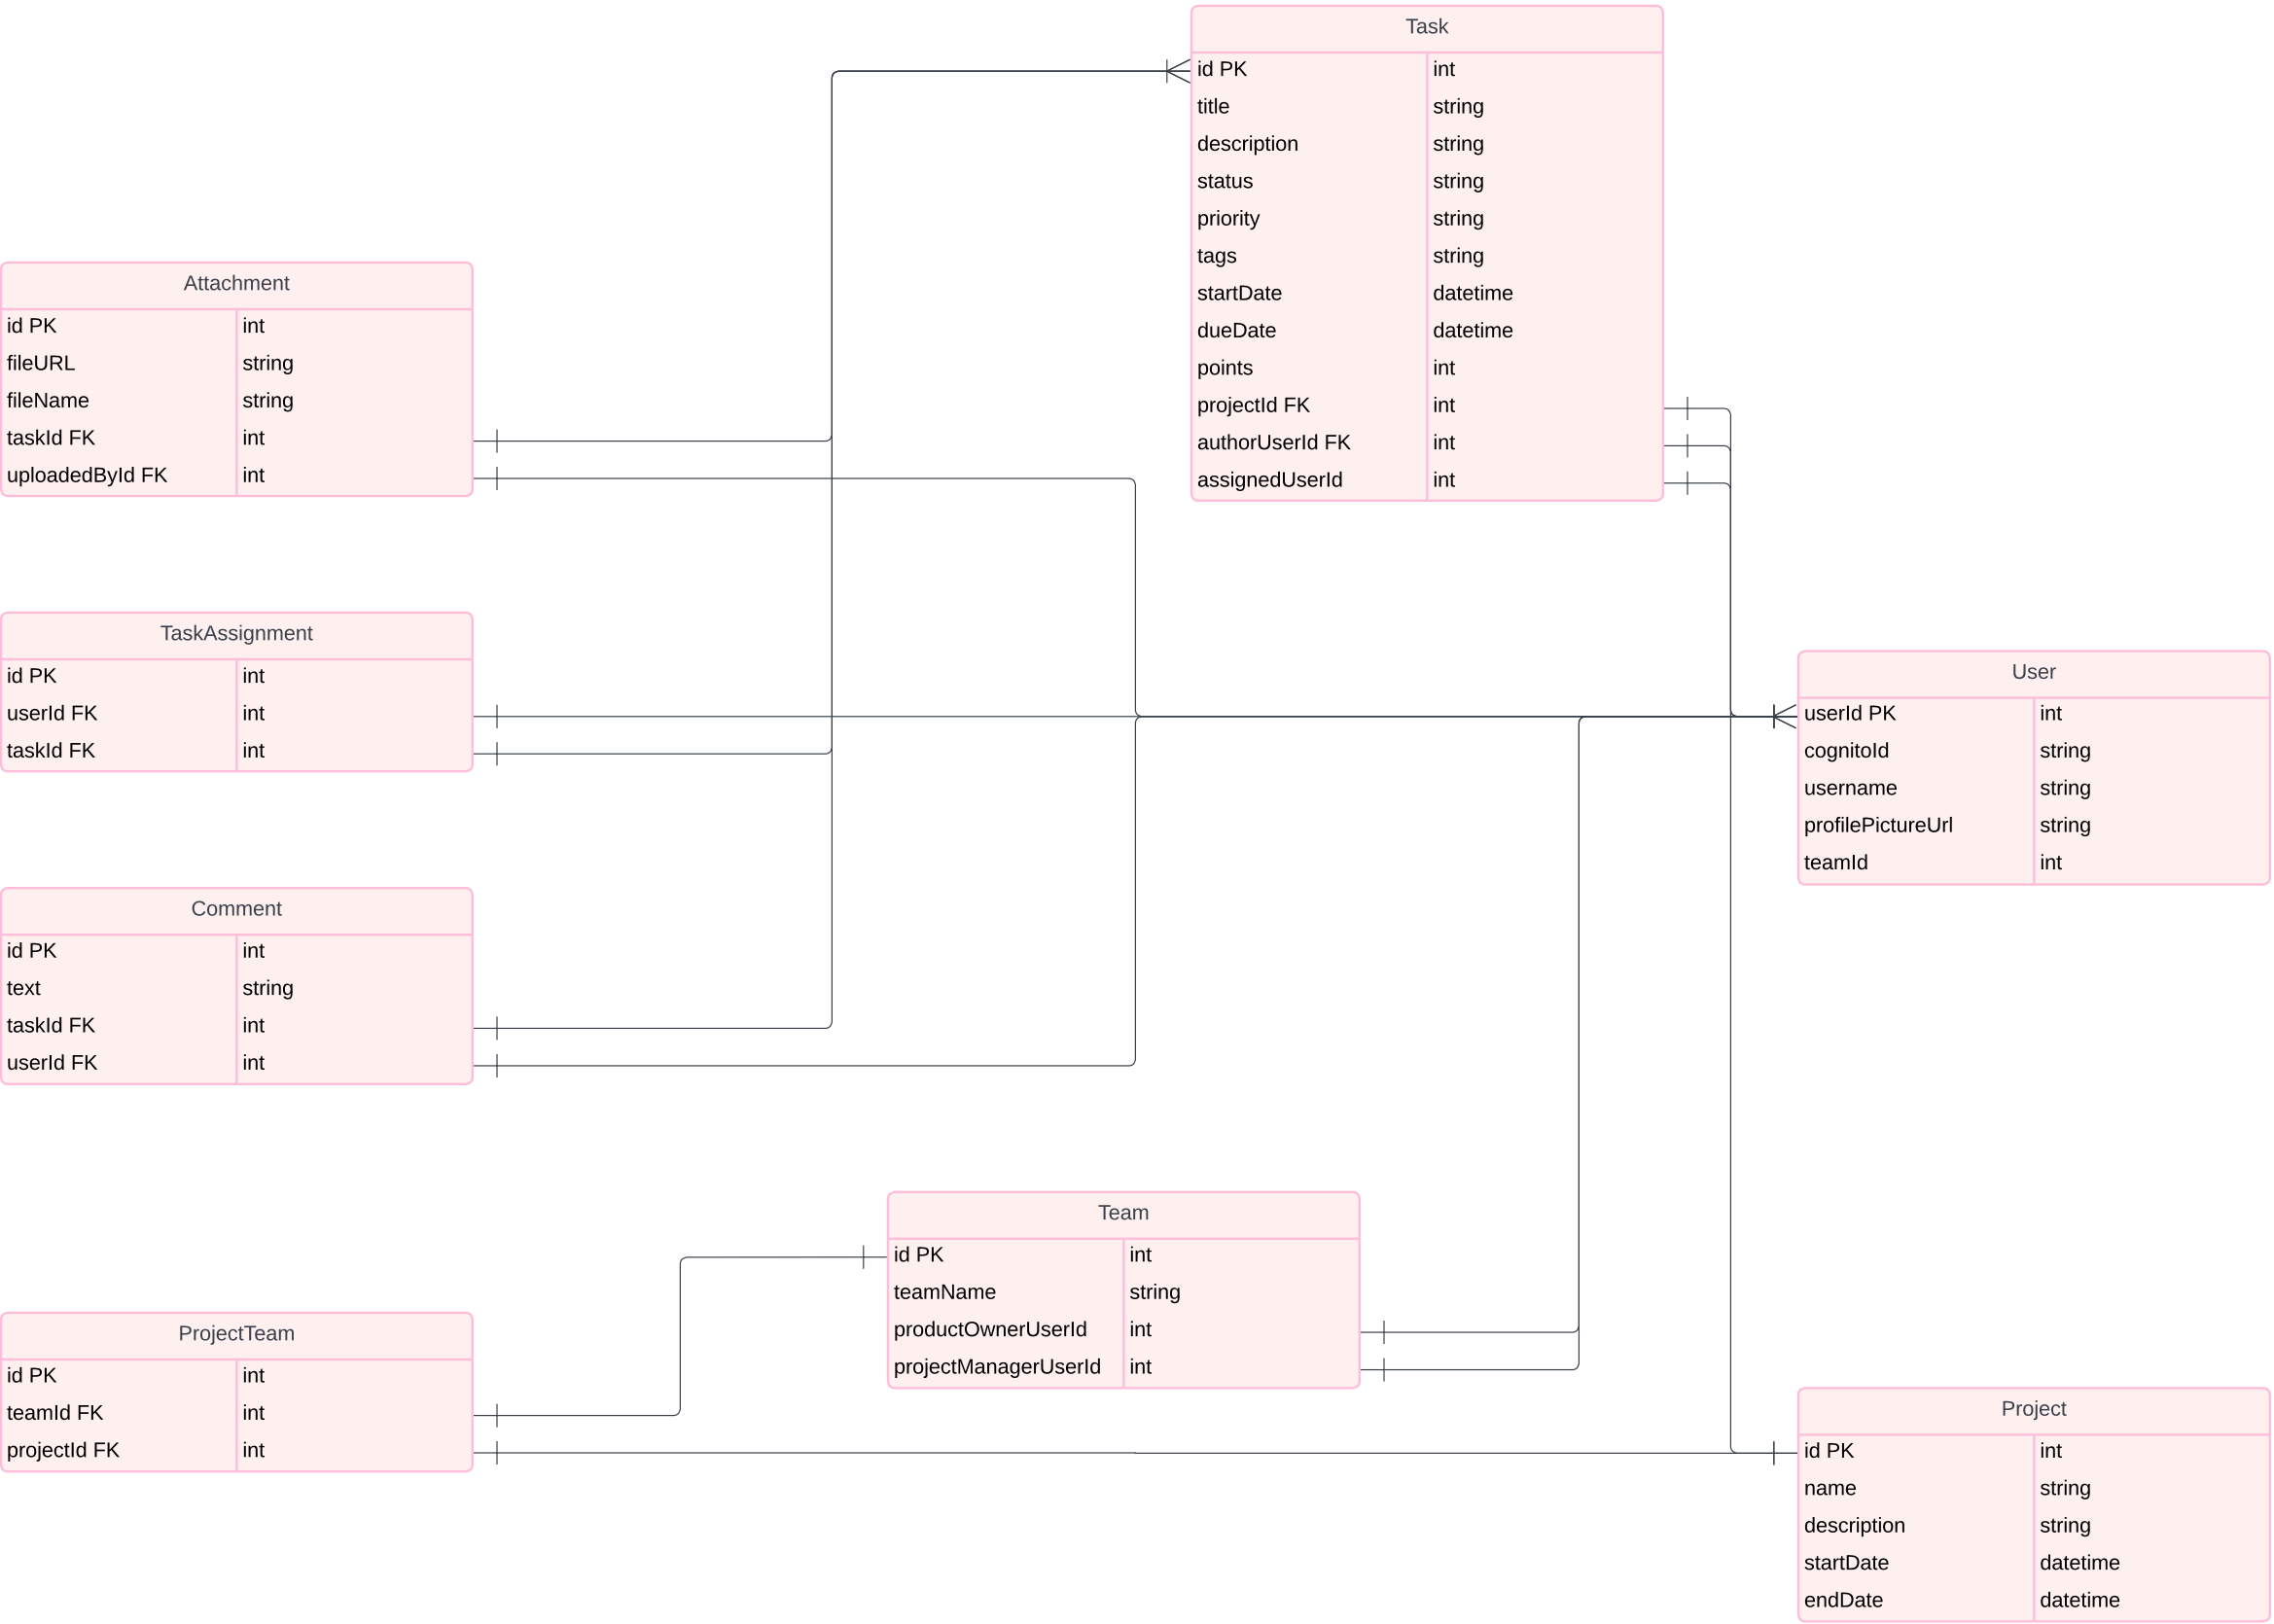 Task
id PK int
title string
description string
status string
priority string
tags string
startDate datetime
dueDate datetime
points int
projectId FK int
authorUserId FK int
assignedUserId int
Attachment
id PK int
fileURL string
fileName string
taskId FK int
uploadedById FK int
TaskAssignment
id PK int
userId FK int
taskId FK int
User
userId PK int
cognitoId string
username string
profilePictureUrl string
teamId int
Comment
id PK int
text string
taskId FK int
userId FK int
Team
id PK int
teamName string
productOwnerUserId int
projectManagerUserId int
ProjectTeam
id PK int
teamId FK int
projectId FK int
Project
id PK int
name string
description string
startDate datetime
endDate datetime